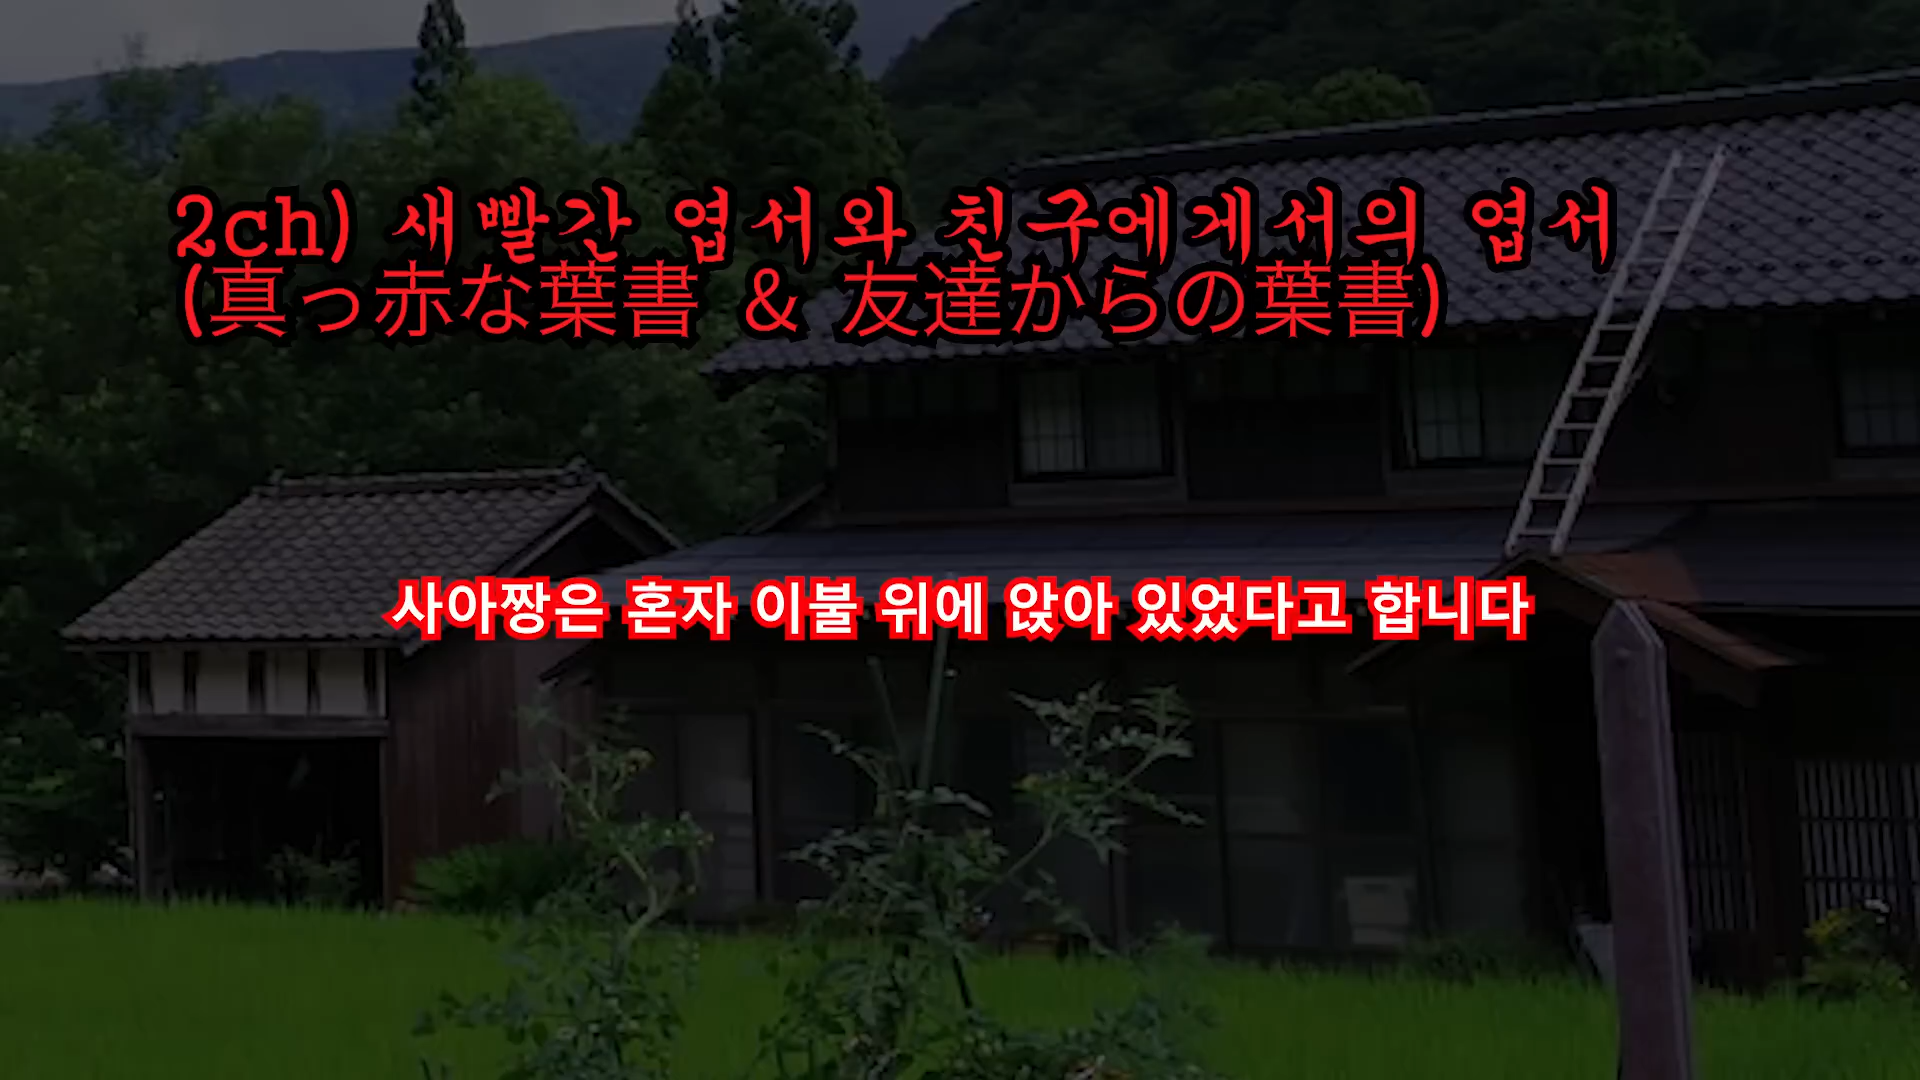 2ch) 새빨간 엽서와 친구에게서의 엽서
(真っ赤な葉書 & 友達からの葉書)
사아짱은 혼자 이불 위에 앉아 있었다고 합니다